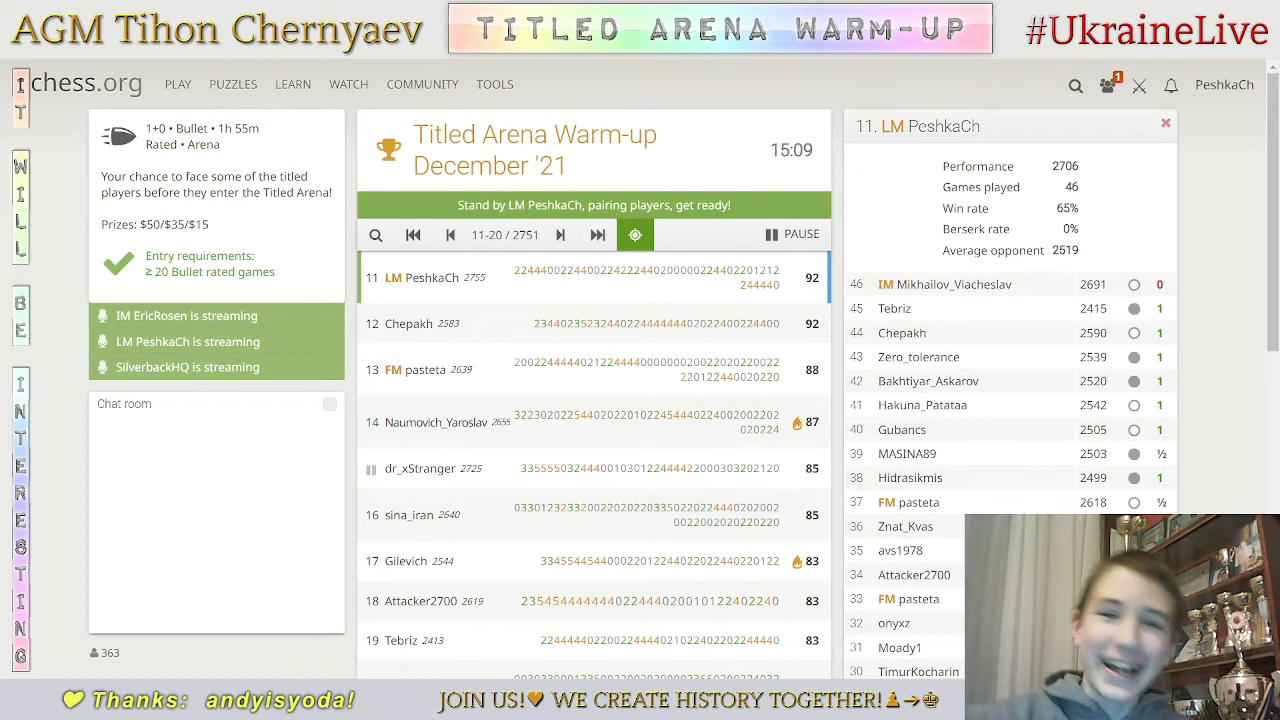 AGM Tihon Chernyaev
TITLED ARENA WARM-UP
#UkraineLive
IT WILL BE INTERESTING
chess.org
PLAY PUZZLES LEARN WATCH COMMUNITY TOOLS
1
PeshkaCh
1+0 • Bullet • 1h 55m
Rated • Arena
Your chance to face some of the titled
players before they enter the Titled Arena!
Prizes: $50/$35/$15
Entry requirements:
≥ 20 Bullet rated games
IM EricRosen is streaming
LM PeshkaCh is streaming
SilverbackHQ is streaming
Chat room
363
Titled Arena Warm-up
December '21
15:09
Stand by LM PeshkaCh, pairing players, get ready!
11-20 / 2751
PAUSE
11 LM PeshkaCh 2755 92
12 Chepakh 2583 92
13 FM pasteta 2639 88
14 Naumovich_Yaroslav 2655 87
dr_xStranger 2725 85
16 sina_iran 2640 85
17 Gilevich 2544 83
18 Attacker2700 2619 83
19 Tebriz 2413 83
11. LM PeshkaCh
Performance 2706
Games played 46
Win rate 65%
Berserk rate 0%
Average opponent 2519
46 IM Mikhailov_Viacheslav 2691 0
45 Tebriz 2415 1
44 Chepakh 2590 1
43 Zero_tolerance 2539 1
42 Bakhtiyar_Askarov 2520 1
41 Hakuna_Patataa 2542 1
40 Gubancs 2505 1
39 MASINA89 2503 ½
38 Hidrasikmis 2499 1
37 FM pasteta 2618 ½
36 Znat_Kvas
35 avs1978
34 Attacker2700
33 FM pasteta
32 onyxz
31 Moady1
30 TimurKocharin
Thanks: andyisyoda!
JOIN US! WE CREATE HISTORY TOGETHER!